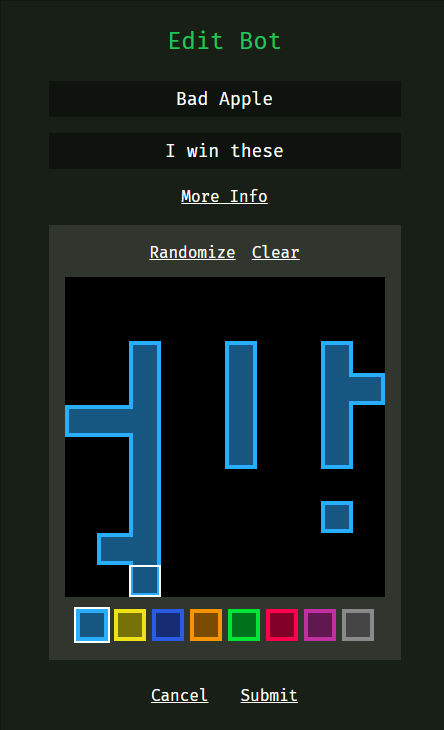 Edit Bot
Bad Apple
I win these
More Info
Randomize Clear
Cancel Submit